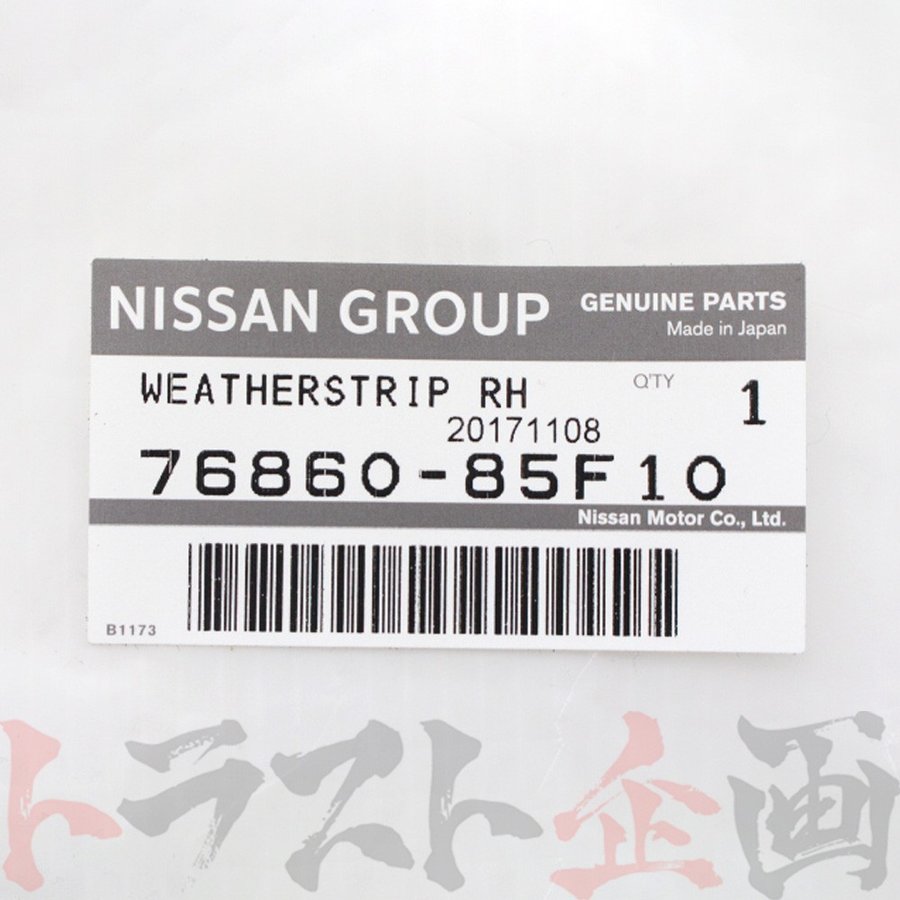 NISSAN GROUP
GENUINE PARTS
Made in Japan
WEATHERSTRIP RH
Q'TY
1
20171108
76860-85F10
Nissan Motor Co., Ltd.
B1173
トラスト企画